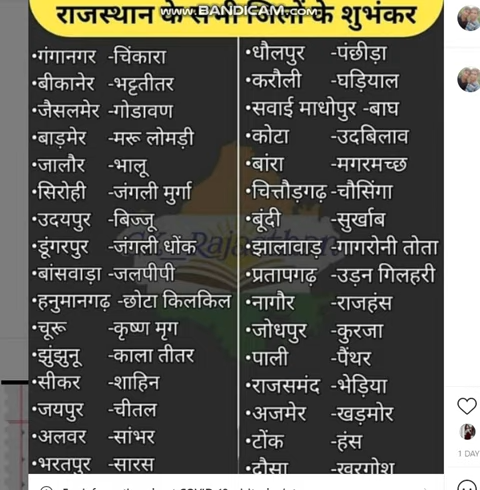 राजस्थान के सभी जिलों के शुभंकर
www.BANDICAM.com
•गंगानगर -चिंकारा
•बीकानेर -भट्टतीतर
•जैसलमेर -गोडावण
•बाड़मेर -मरू लोमड़ी
•जालौर -भालू
•सिरोही -जंगली मुर्गा
•उदयपुर -बिज्जू
•डूंगरपुर -जंगली धोंक
•बांसवाड़ा -जलपीपी
•हनुमानगढ़ -छोटा किलकिल
•चूरू -कृष्ण मृग
•झुंझुनू -काला तीतर
•सीकर -शाहिन
•जयपुर -चीतल
•अलवर -सांभर
•भरतपुर -सारस
•धौलपुर -पंछीड़ा
•करौली -घड़ियाल
•सवाई माधोपुर -बाघ
•कोटा -उदबिलाव
•बांरा -मगरमच्छ
•चित्तौड़गढ़ -चौसिंगा
•बूंदी -सुर्खाब
•झालावाड़ -गागरोनी तोता
•प्रतापगढ़ -उड़न गिलहरी
•नागौर -राजहंस
•जोधपुर -कुरजा
•पाली -पैंथर
•राजसमंद -भेड़िया
•अजमेर -खड़मोर
•टोंक -हंस
•दौसा -खरगोश
1 DAY